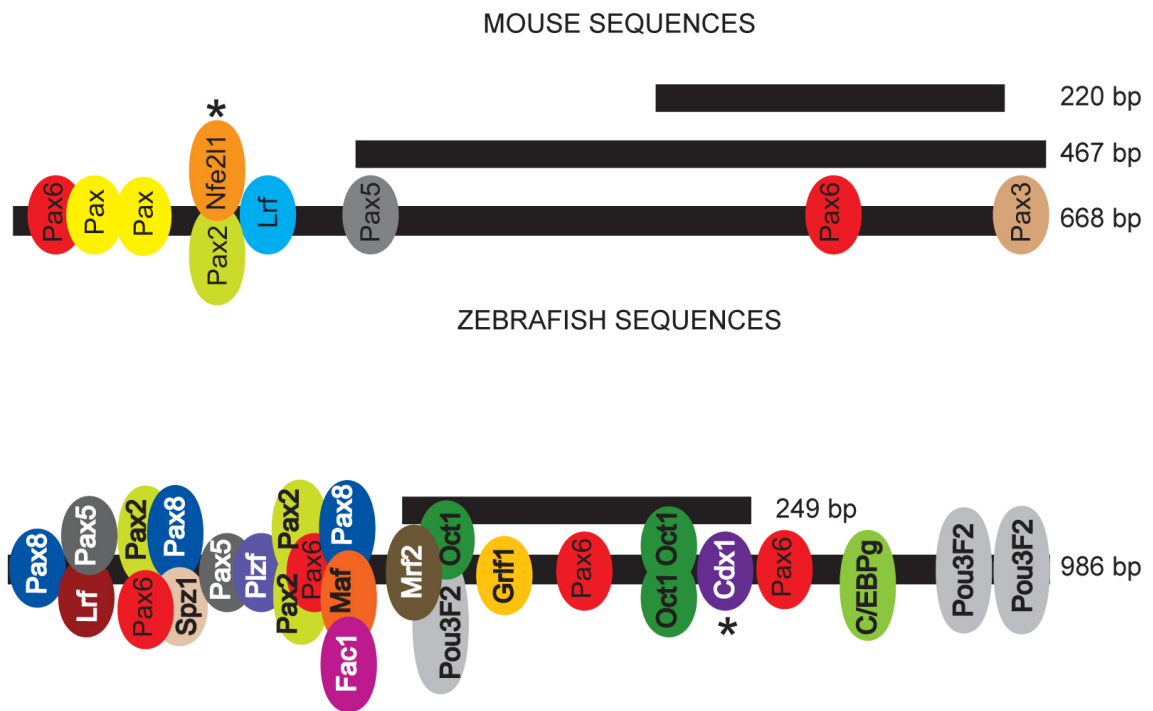 MOUSE SEQUENCES
220 bp
467 bp
*
Pax6
Pax
Pax
Nfe2l1
Pax2
Lrf
Pax5
Pax6
Pax3
668 bp
ZEBRAFISH SEQUENCES
249 bp
Pax8
Pax5
Lrf
Pax2
Pax6
Pax8
Spz1
Pax5
Plzf
Pax2
Pax2
Pax6
Pax8
Maf
Fac1
Mrf2
Oct1
Pou3F2
Grlf1
Pax6
Oct1
Oct1
Cdx1
*
Pax6
C/EBPg
Pou3F2
Pou3F2
986 bp